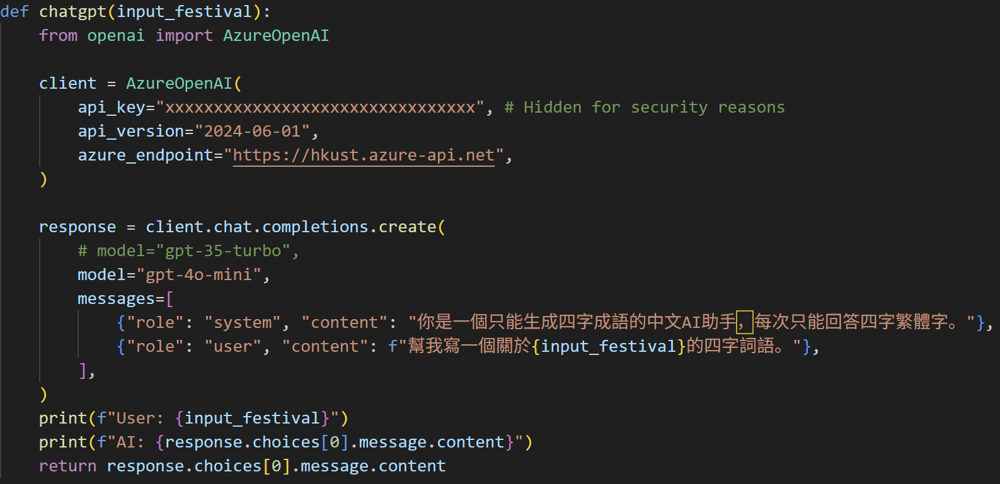 def chatgpt(input_festival):
    from openai import AzureOpenAI

    client = AzureOpenAI(
        api_key="xxxxxxxxxxxxxxxxxxxxxxxxxxxxxxxx", # Hidden for security reasons
        api_version="2024-06-01",
        azure_endpoint="https://hkust.azure-api.net",
    )

    response = client.chat.completions.create(
        # model="gpt-35-turbo",
        model="gpt-4o-mini",
        messages=[
            {"role": "system", "content": "你是一個只能生成四字成語的中文AI助手，每次只能回答四字繁體字。"},
            {"role": "user", "content": f"幫我寫一個關於{input_festival}的四字詞語。"},
        ],
    )
    print(f"User: {input_festival}")
    print(f"AI: {response.choices[0].message.content}")
    return response.choices[0].message.content